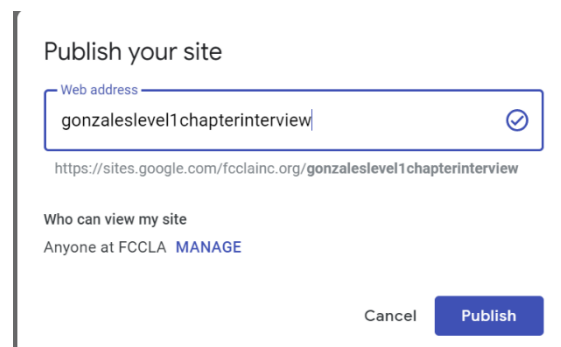 Publish your site
Web address
gonzaleslevel1chapterinterview
https://sites.google.com/fcclainc.org/gonzaleslevel1chapterinterview
Who can view my site
Anyone at FCCLA MANAGE
Cancel Publish